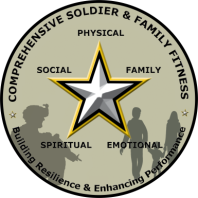 COMPREHENSIVE SOLDIER & FAMILY FITNESS
PHYSICAL
SOCIAL
FAMILY
SPIRITUAL
EMOTIONAL
Building Resilience & Enhancing Performance